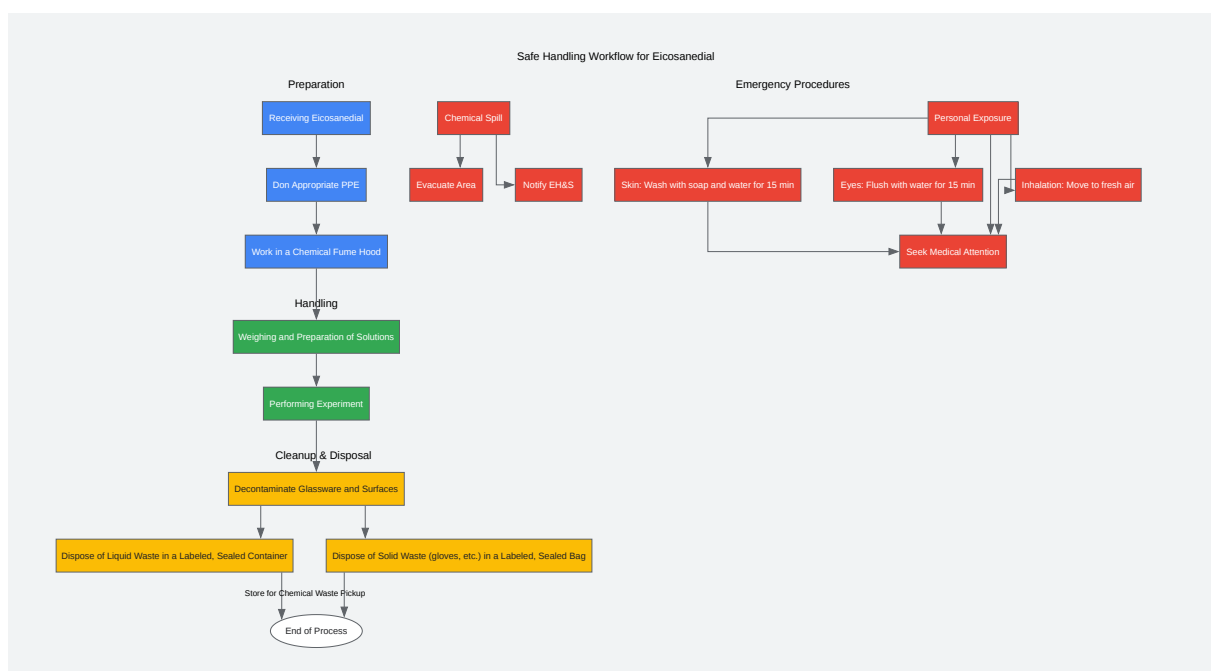 Safe Handling Workflow for Eicosanedial
Preparation
Emergency Procedures
Receiving Eicosanedial
Chemical Spill
Personal Exposure
Don Appropriate PPE
Evacuate Area
Notify EH&S
Skin: Wash with soap and water for 15 min
Eyes: Flush with water for 15 min
Inhalation: Move to fresh air
Work in a Chemical Fume Hood
Seek Medical Attention
Handling
Weighing and Preparation of Solutions
Performing Experiment
Cleanup & Disposal
Decontaminate Glassware and Surfaces
Dispose of Liquid Waste in a Labeled, Sealed Container
Dispose of Solid Waste (gloves, etc.) in a Labeled, Sealed Bag
Store for Chemical Waste Pickup
End of Process